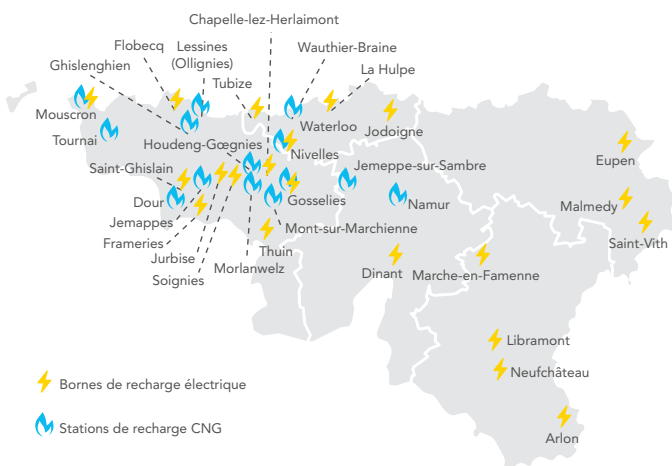 Chapelle-lez-Herlaimont
Flobecq
Lessines
(Ollignies)
Wauthier-Braine
Ghislenghien
Tubize
La Hulpe
Mouscron
Tournai
Houdeng-Gœgnies
Waterloo
Jodoigne
Nivelles
Saint-Ghislain
Jemeppe-sur-Sambre
Eupen
Dour
Gosselies
Namur
Malmedy
Jemappes
Mont-sur-Marchienne
Saint-Vith
Frameries
Jurbise
Thuin
Soignies
Morlanwelz
Dinant
Marche-en-Famenne
Libramont
Neufchâteau
Arlon
Bornes de recharge électrique
Stations de recharge CNG